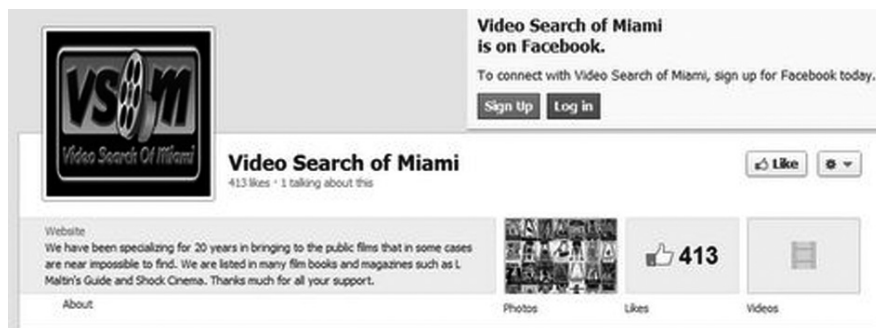 Video Search of Miami
is on Facebook.
To connect with Video Search of Miami, sign up for Facebook today.
Sign Up Log in
VSOM
Video Search Of Miami
Video Search of Miami
413 likes · 1 talking about this
Like
Website
We have been specializing for 20 years in bringing to the public films that in some cases
are near impossible to find. We are listed in many film books and magazines such as L
Maltin's Guide and Shock Cinema. Thanks much for all your support.
413
About
Photos Likes Videos